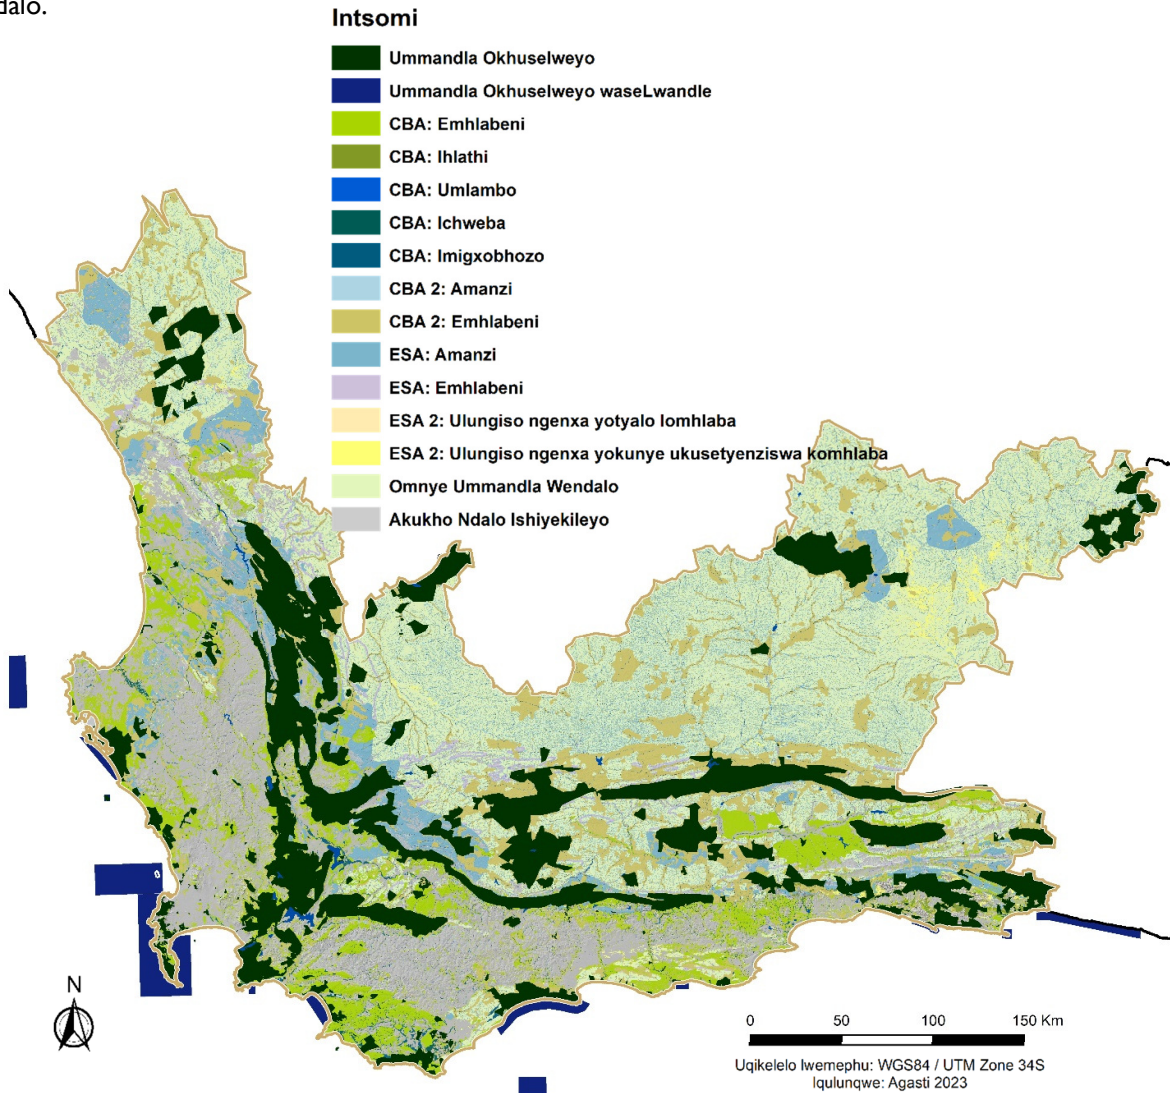 dalo.
Intsomi
Ummandla Okhuselweyo
Ummandla Okhuselweyo waseLwandle
CBA: Emhlabeni
CBA: Ihlathi
CBA: Umlambo
CBA: Ichweba
CBA: Imigxobhozo
CBA 2: Amanzi
CBA 2: Emhlabeni
ESA: Amanzi
ESA: Emhlabeni
ESA 2: Ulungiso ngenxa yotyalo lomhlaba
ESA 2: Ulungiso ngenxa yokunye ukusetyenziswa komhlaba
Omnye Ummandla Wendalo
Akukho Ndalo Ishiyekileyo
N
0 50 100 150 Km
Uqikelelo lwemephu: WGS84 / UTM Zone 34S
Iqulunqwe: Agasti 2023